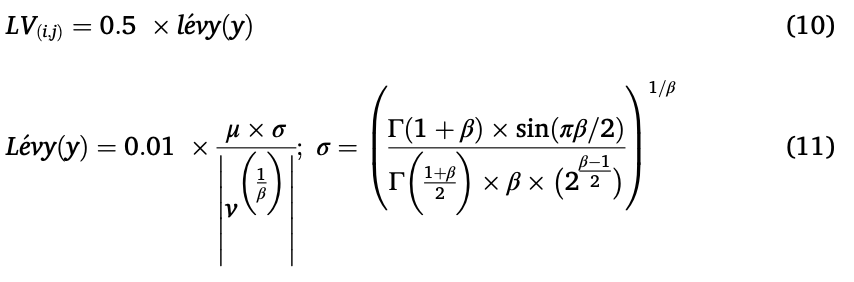 LV(i,j) = 0.5 × lévy(y) (10)
Lévy(y) = 0.01 × μ × σ / |ν^(1/β)|; σ = (Γ(1 + β) × sin(πβ/2) / Γ((1+β)/2) × β × (2^((β−1)/2)))^1/β (11)